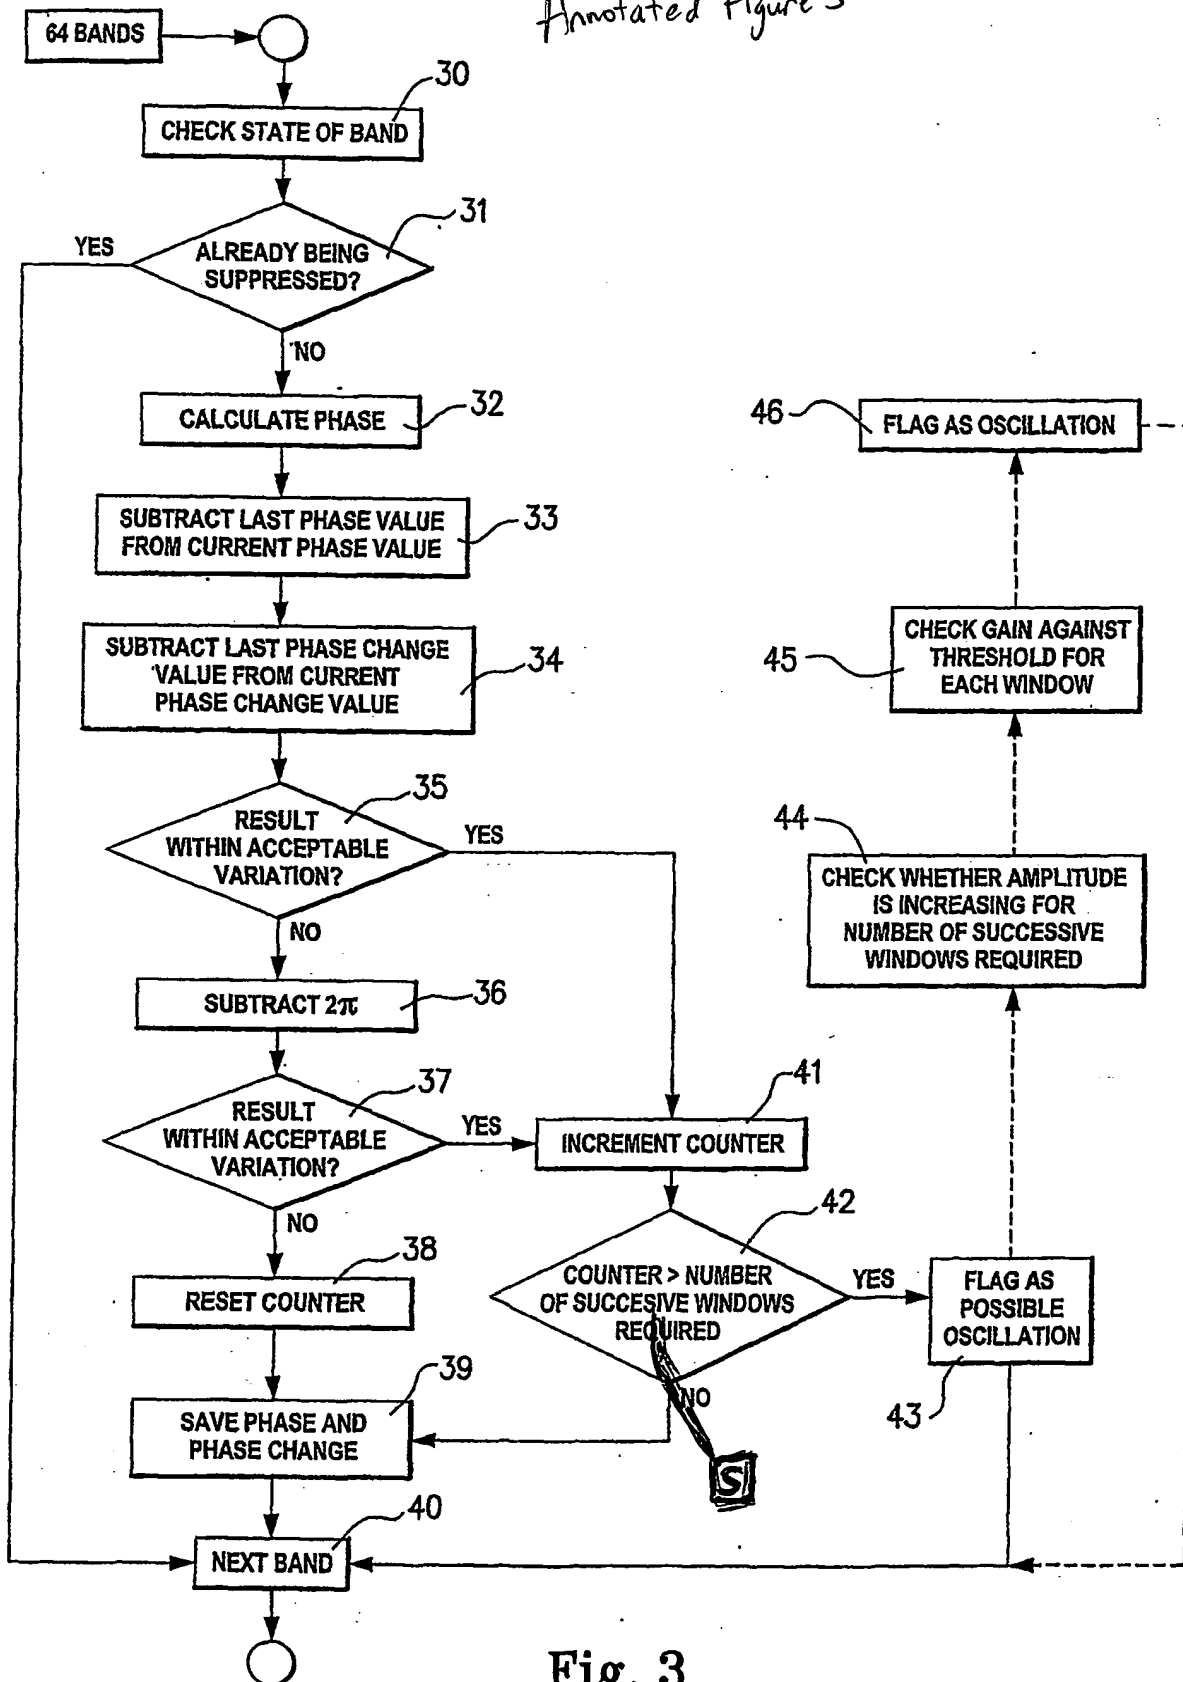 Annotated Figure 3
64 BANDS
30
CHECK STATE OF BAND
31
YES
ALREADY BEING
SUPPRESSED?
NO
32
CALCULATE PHASE
46
FLAG AS OSCILLATION
33
SUBTRACT LAST PHASE VALUE
FROM CURRENT PHASE VALUE
34
SUBTRACT LAST PHASE CHANGE
VALUE FROM CURRENT
PHASE CHANGE VALUE
45
CHECK GAIN AGAINST
THRESHOLD FOR
EACH WINDOW
35
RESULT
WITHIN ACCEPTABLE
VARIATION?
YES
NO
44
CHECK WHETHER AMPLITUDE
IS INCREASING FOR
NUMBER OF SUCCESSIVE
WINDOWS REQUIRED
36
SUBTRACT 2π
37
RESULT
WITHIN ACCEPTABLE
VARIATION?
YES
NO
41
INCREMENT COUNTER
42
COUNTER > NUMBER
OF SUCCESIVE WINDOWS
REQUIRED
YES
NO
S
FLAG AS
POSSIBLE
OSCILLATION
43
38
RESET COUNTER
39
SAVE PHASE AND
PHASE CHANGE
40
NEXT BAND
Fig. 3